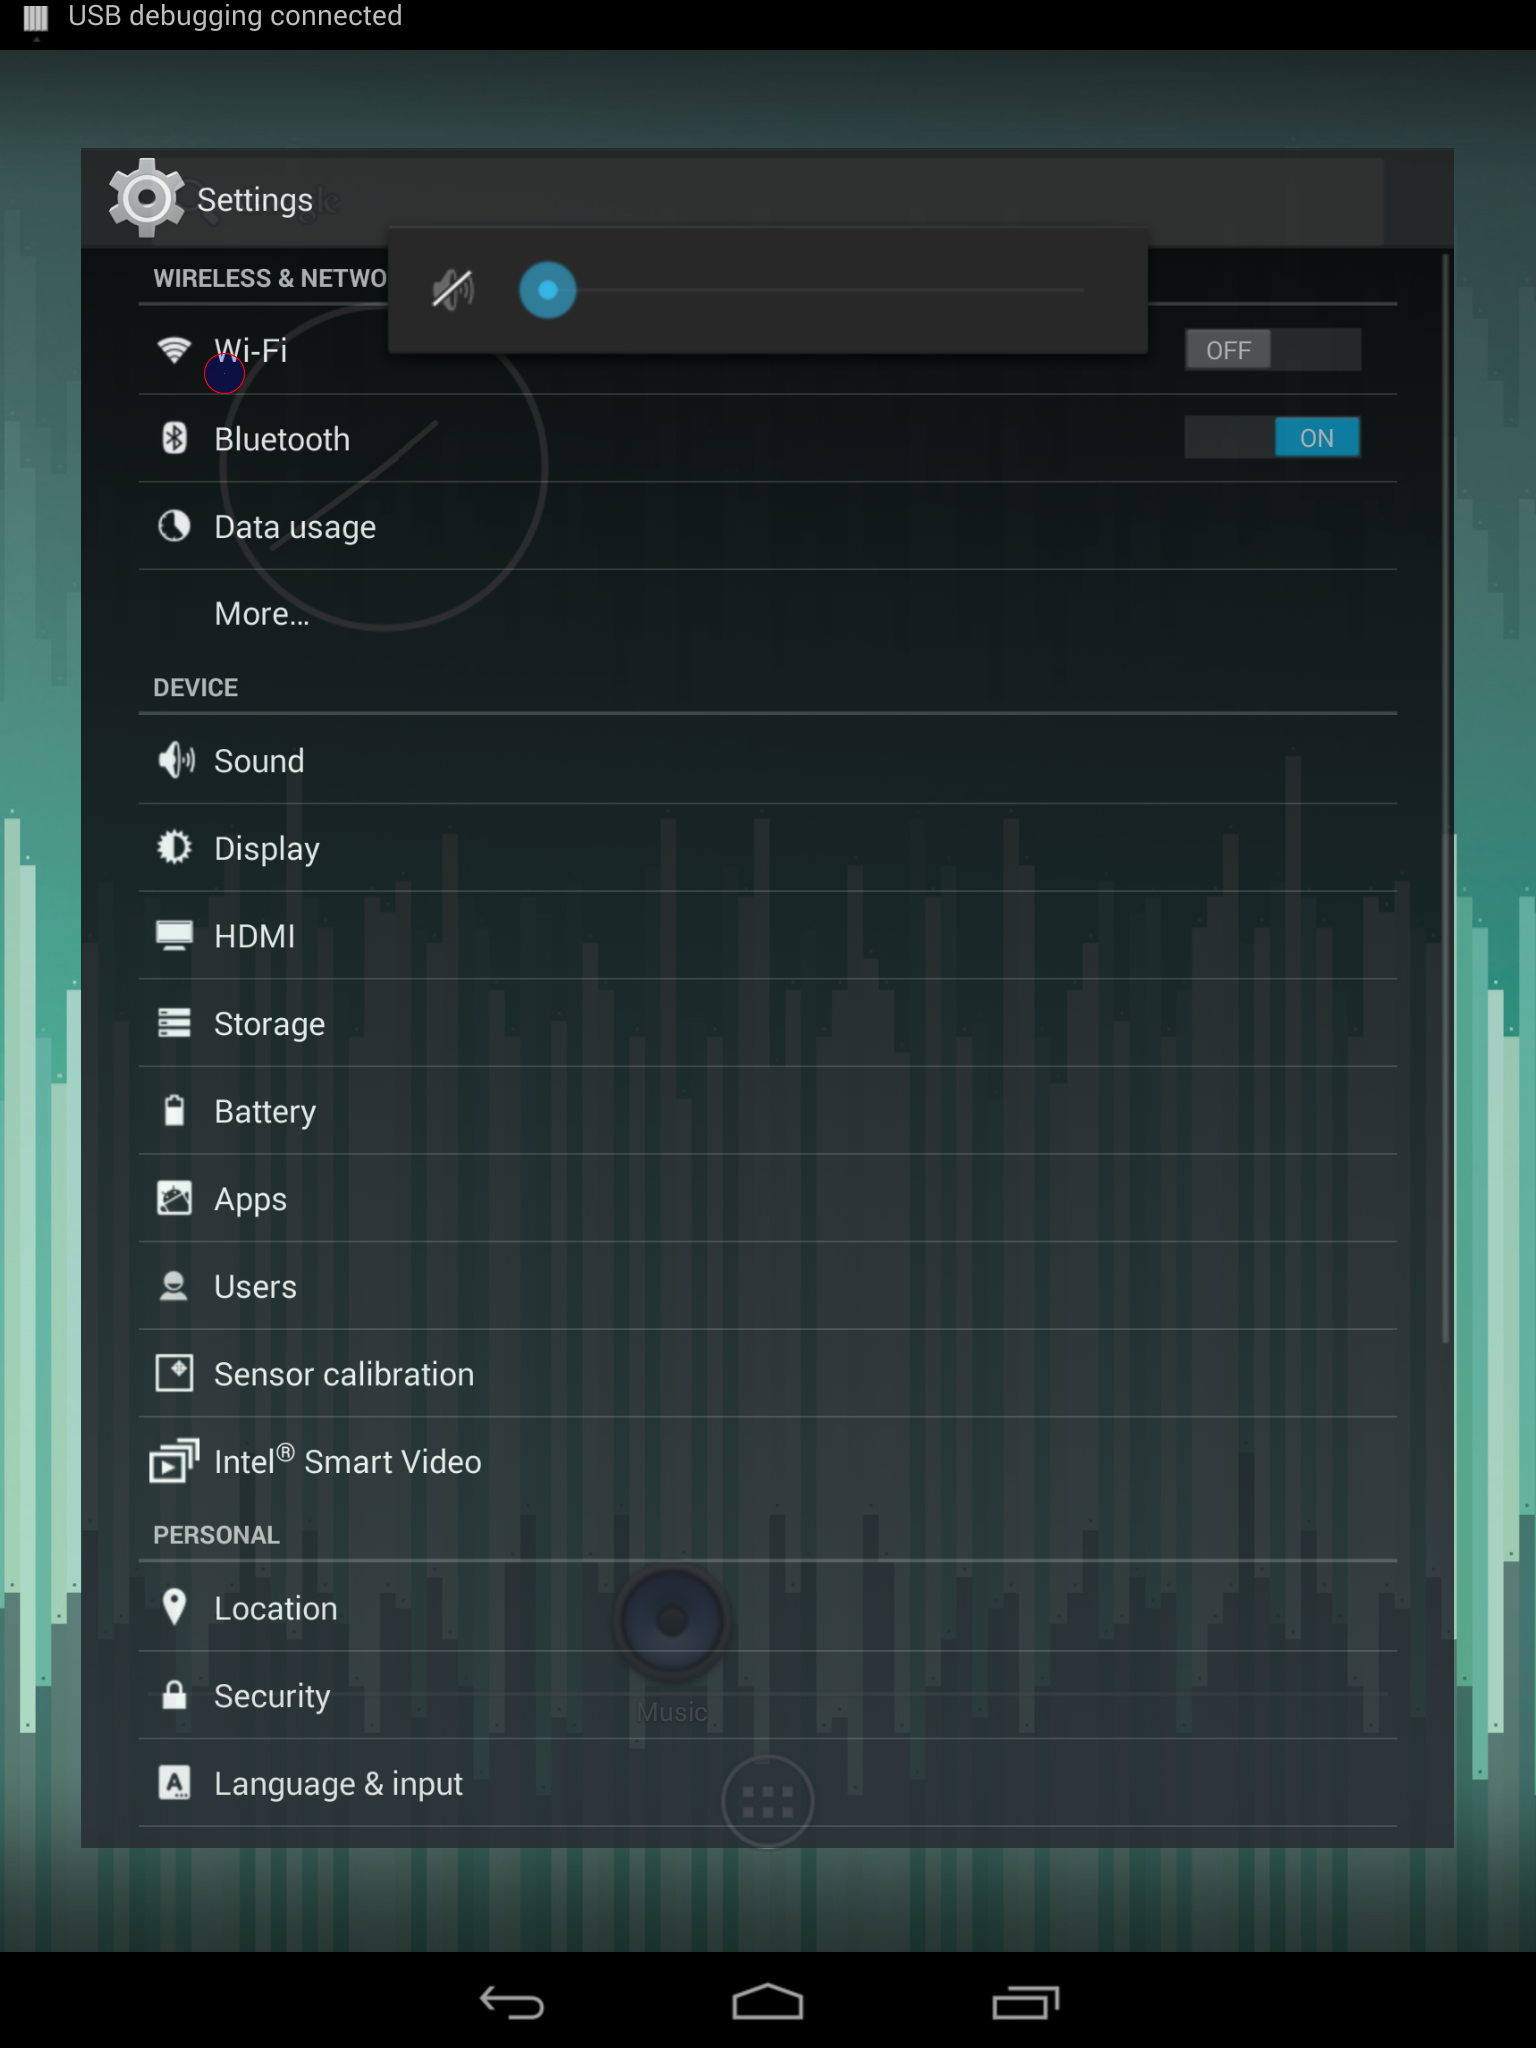 USB debugging connected
Settings
WIRELESS & NETWO
Wi-Fi
OFF
Bluetooth
ON
Data usage
More...
DEVICE
Sound
Display
HDMI
Storage
Battery
Apps
Users
Sensor calibration
Intel® Smart Video
PERSONAL
Location
Security
Music
Language & input